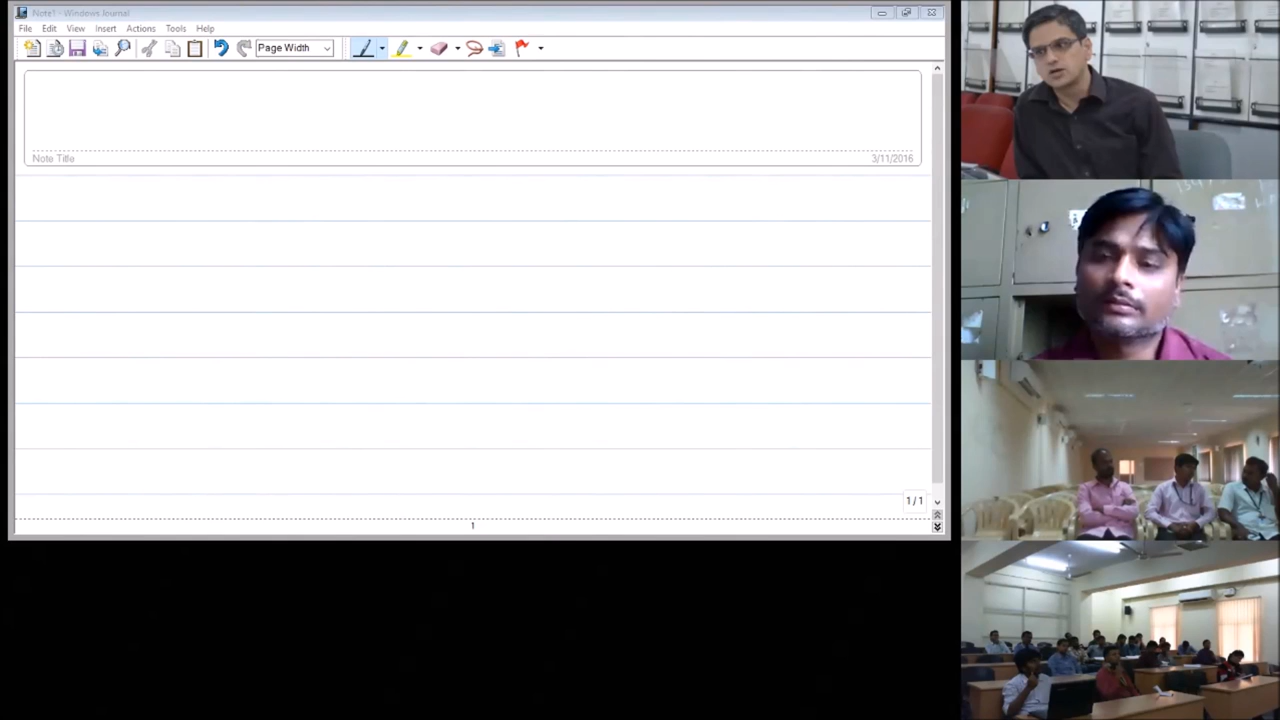 Note1 - Windows Journal
File Edit View Insert Actions Tools Help
Page Width
Note Title
3/11/2016
1/1
1